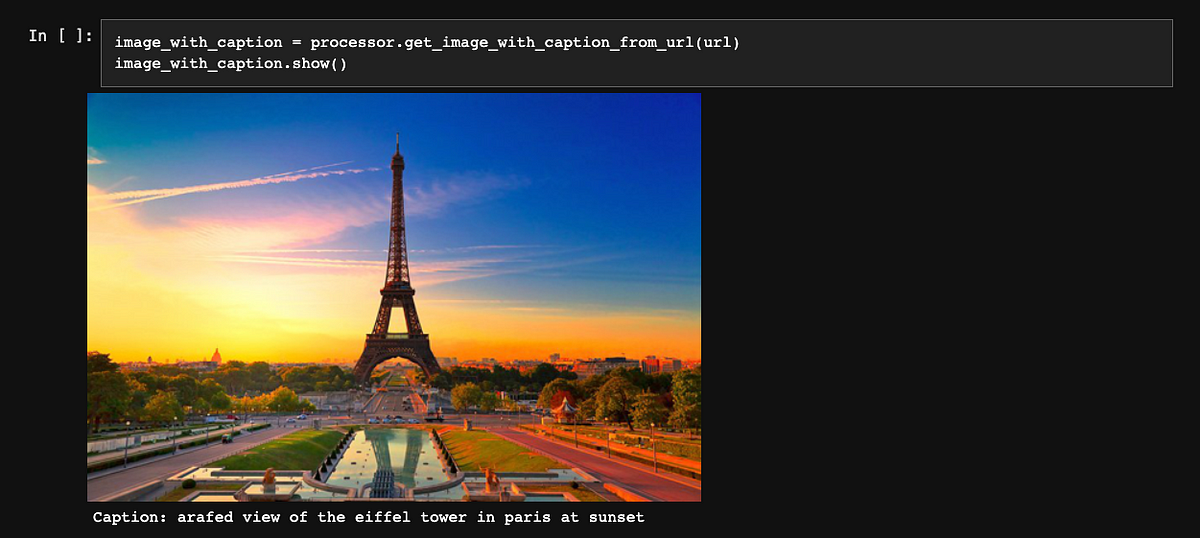 In [ ]:
image_with_caption = processor.get_image_with_caption_from_url(url)
image_with_caption.show()
Caption: arafed view of the eiffel tower in paris at sunset